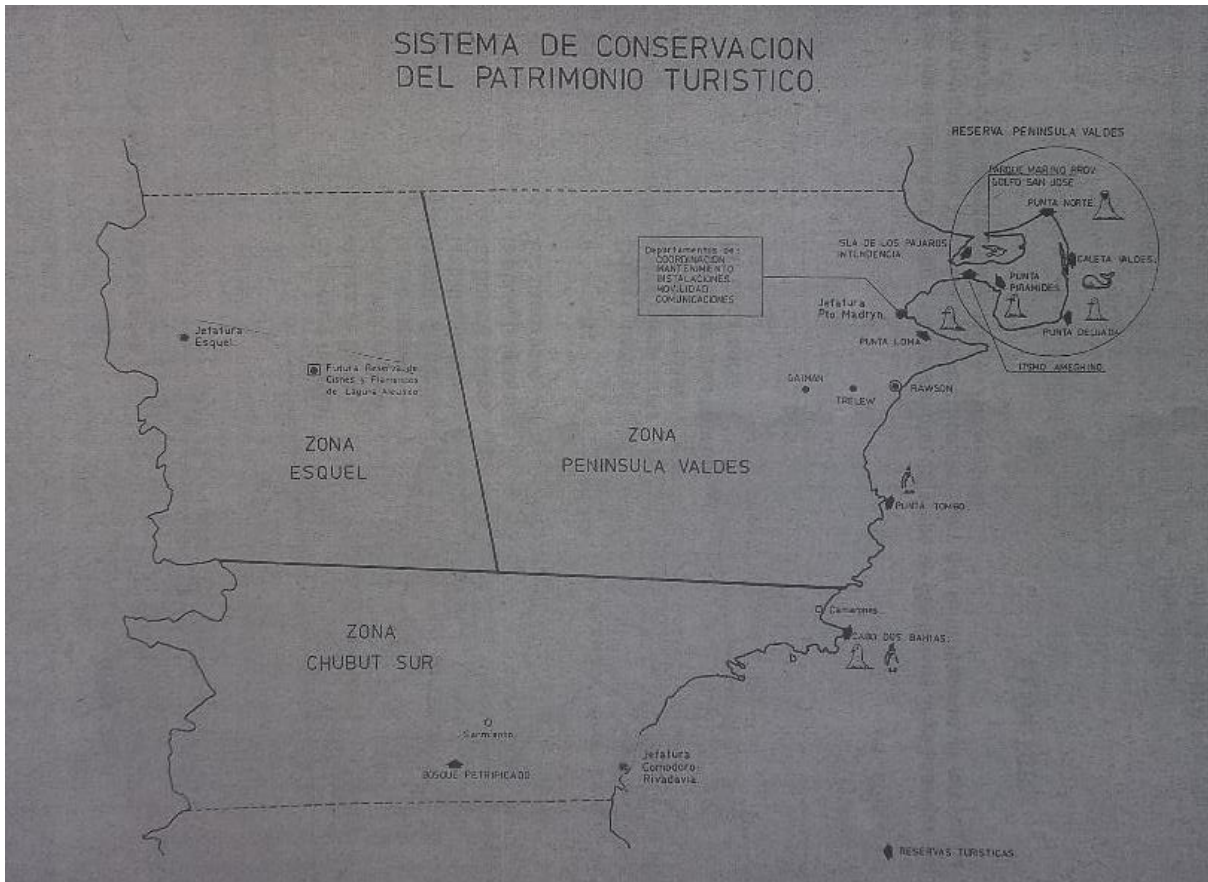 SISTEMA DE CONSERVACION
DEL PATRIMONIO TURISTICO.
RESERVA PENINSULA VALDES
PARQUE MARINO PROV.
GOLFO SAN JOSE
PUNTA NORTE
ISLA DE LOS PAJAROS
INTENDENCIA
CALETA VALDES.
PUNTA
PIRAMIDES
PUNTA DELGADA
ITSMO AMEGHINO
Departamentos de:
COORDINACION
MANTENIMIENTO
INSTALACIONES
MOVILIDAD
COMUNICACIONES
Jefatura
Pto. Madryn.
PUNTA LOMA
Jefatura
Esquel.
Futura Reserva de
Cisnes y Flamencos
de Laguna
GAIMAN
TRELEW
RAWSON
ZONA
ESQUEL
ZONA
PENINSULA VALDES
PUNTA TOMBO.
Camarones.
CABO DOS BAHIAS.
ZONA
CHUBUT SUR
Sarmiento.
BOSQUE PETRIFICADO
Jefatura
Comodoro
Rivadavia.
RESERVAS TURISTICAS.